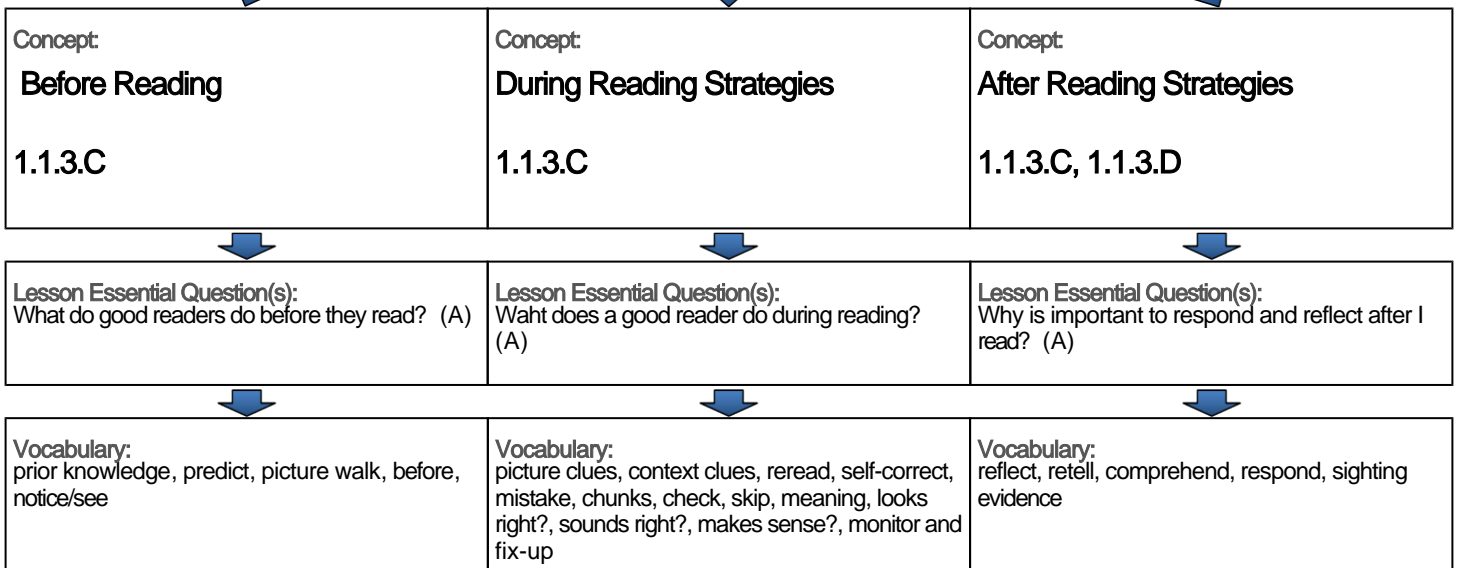 Concept:
Before Reading
1.1.3.C
Concept:
During Reading Strategies
1.1.3.C
Concept:
After Reading Strategies
1.1.3.C, 1.1.3.D
Lesson Essential Question(s):
What do good readers do before they read? (A)
Lesson Essential Question(s):
Waht does a good reader do during reading?
(A)
Lesson Essential Question(s):
Why is important to respond and reflect after I
read? (A)
Vocabulary:
prior knowledge, predict, picture walk, before,
notice/see
Vocabulary:
picture clues, context clues, reread, self-correct,
mistake, chunks, check, skip, meaning, looks
right?, sounds right?, makes sense?, monitor and
fix-up
Vocabulary:
reflect, retell, comprehend, respond, sighting
evidence